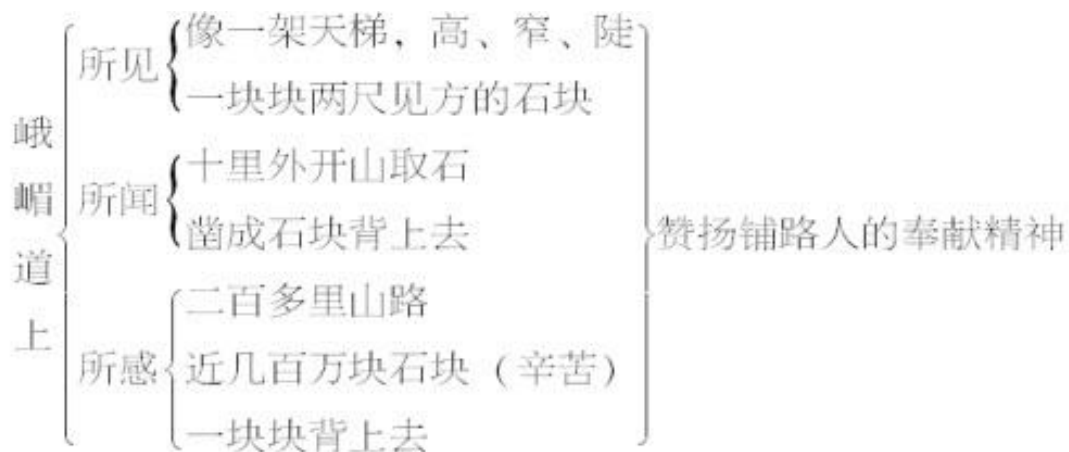 峨嵋道上
所见
像一架天梯，高、窄、陡
一块块两尺见方的石块
所闻
十里外开山取石
凿成石块背上去
所感
二百多里山路
近几百万块石块（辛苦）
一块块背上去
赞扬铺路人的奉献精神